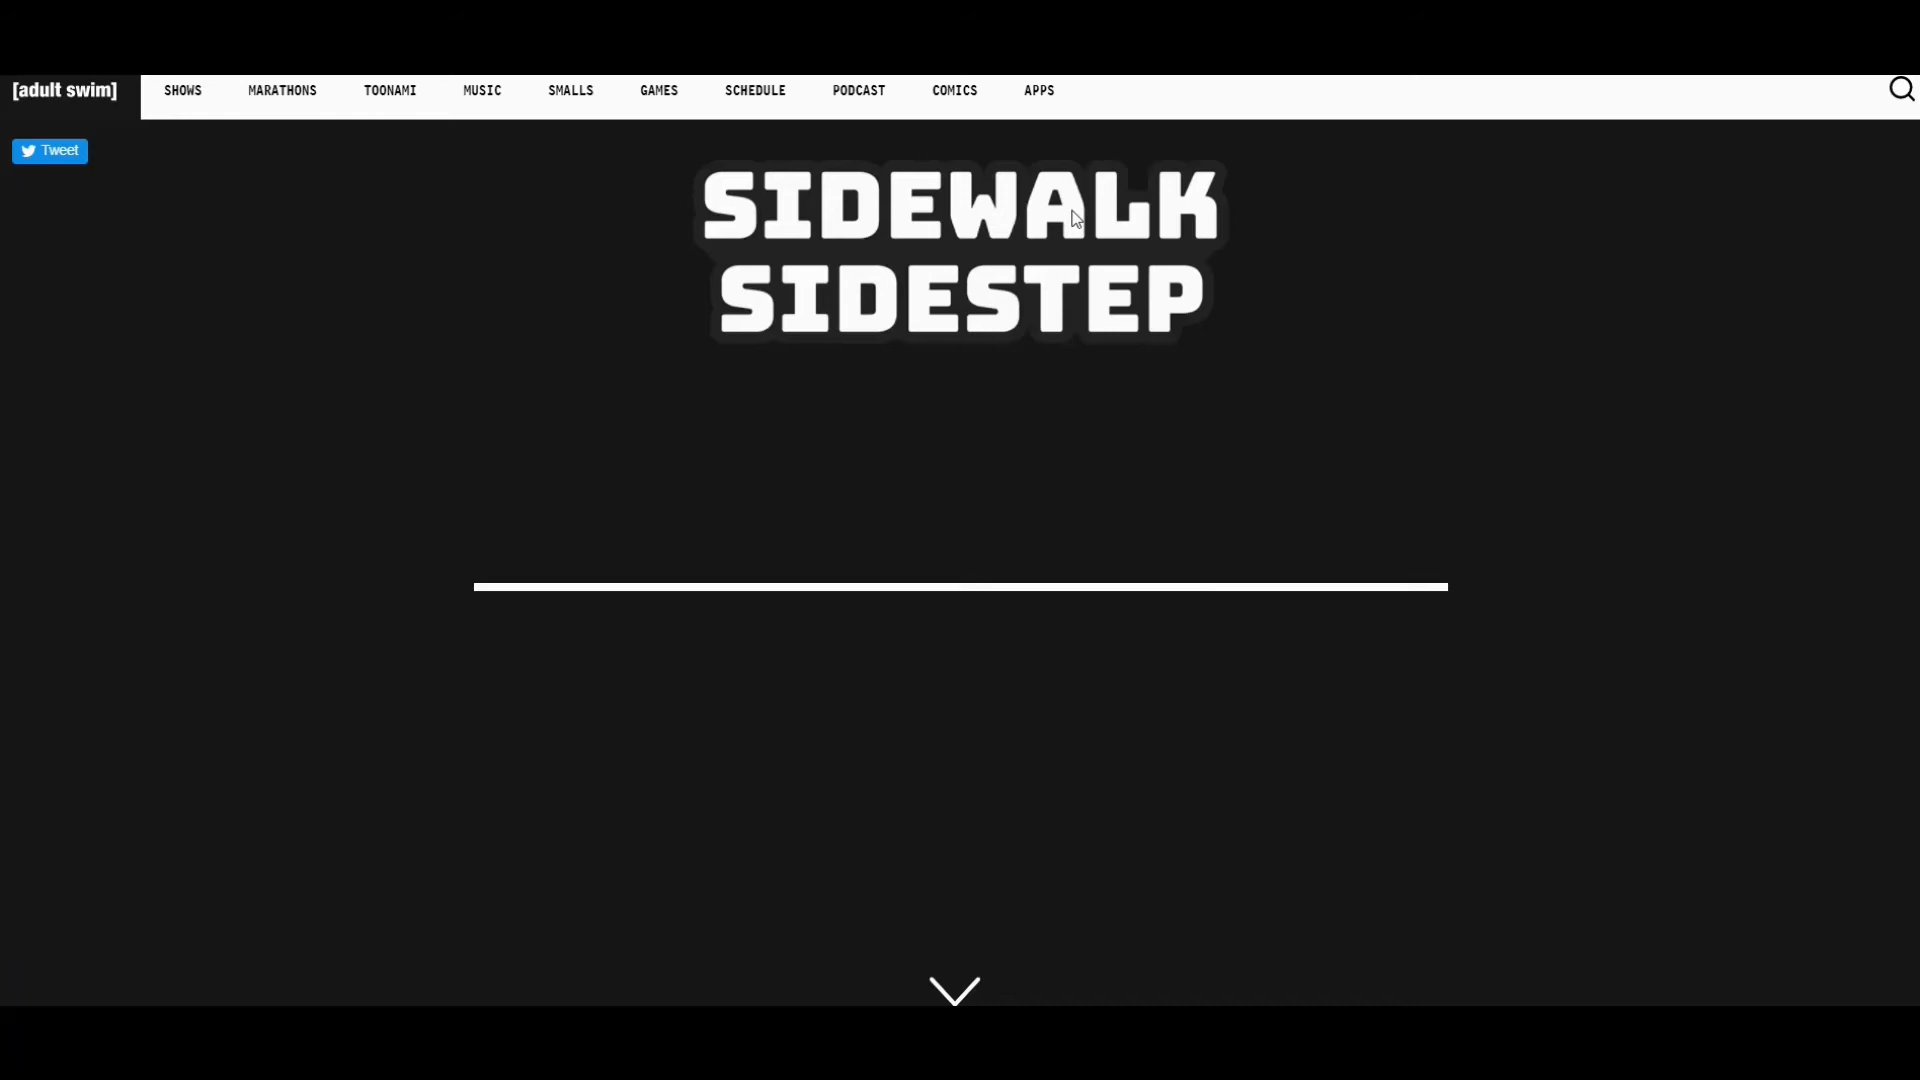 [adult swim]
SHOWS MARATHONS TOONAMI MUSIC SMALLS GAMES SCHEDULE PODCAST COMICS APPS
Tweet
SIDEWALK
SIDESTEP